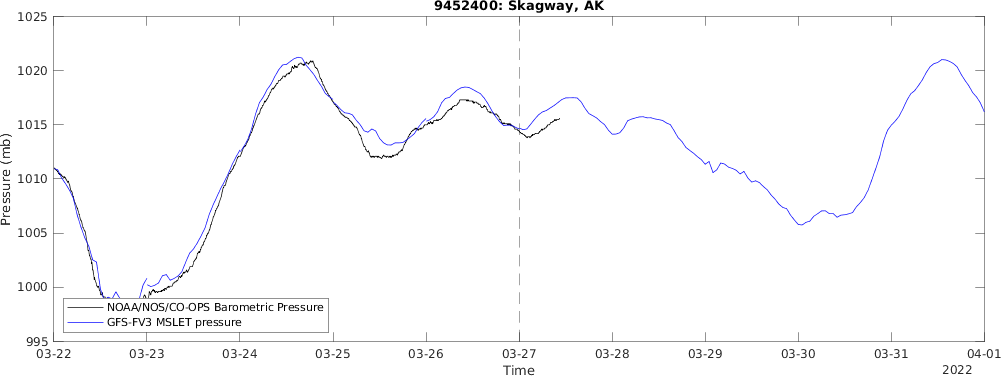 9452400: Skagway, AK
Pressure (mb)
1025
1020
1015
1010
1005
1000
995
NOAA/NOS/CO-OPS Barometric Pressure
GFS-FV3 MSLET pressure
03-22 03-23 03-24 03-25 03-26 03-27 03-28 03-29 03-30 03-31 04-01
Time
2022